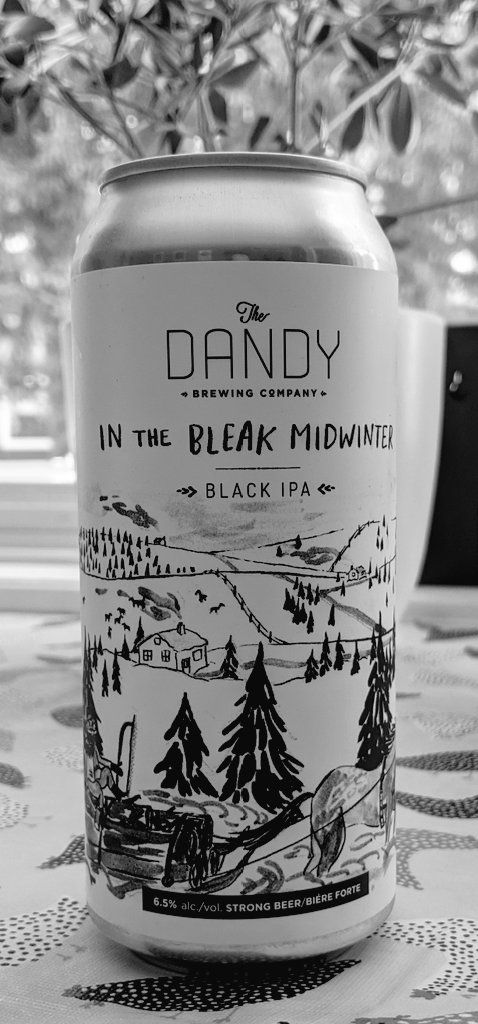 The
DANDY
BREWING COMPANY
IN THE BLEAK MIDWINTER
BLACK IPA
6.5% alc./vol. STRONG BEER/BIÈRE FORTE